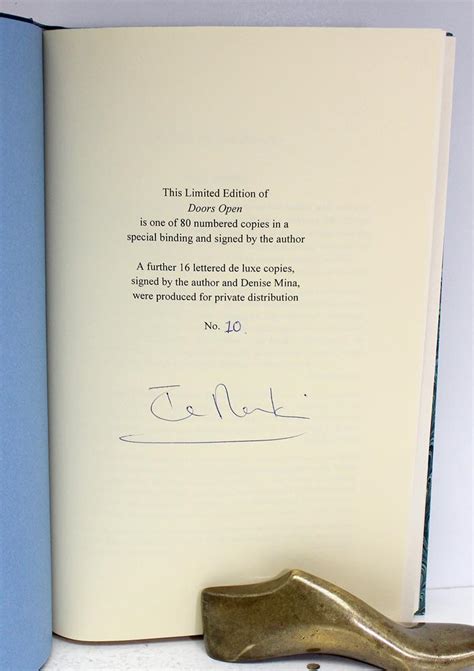 This Limited Edition of
Doors Open
is one of 80 numbered copies in a
special binding and signed by the author
A further 16 lettered de luxe copies,
signed by the author and Denise Mina,
were produced for private distribution
No. 10.